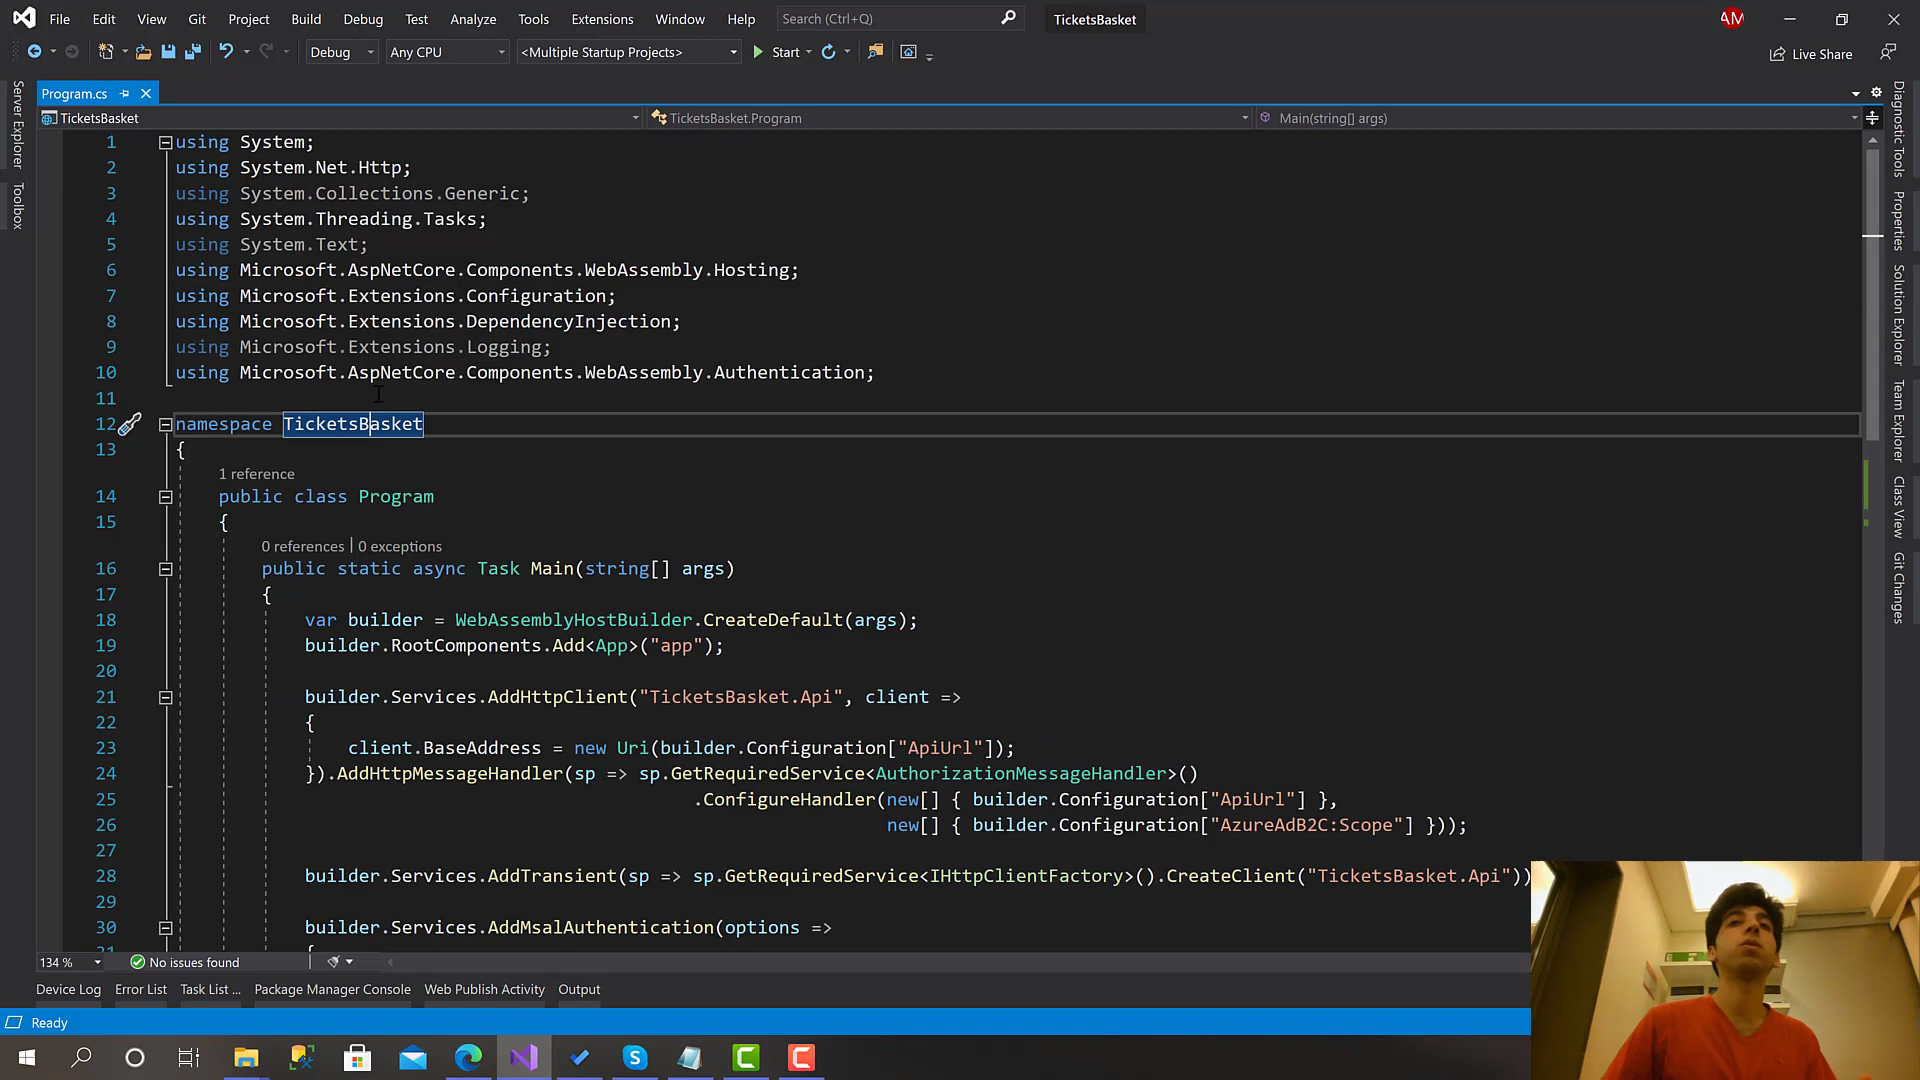 File Edit View Git Project Build Debug Test Analyze Tools Extensions Window Help Search (Ctrl+Q) TicketsBasket AM
Debug Any CPU <Multiple Startup Projects> Start Live Share
Program.cs
TicketsBasket TicketsBasket.Program Main(string[] args)
1 using System;
2 using System.Net.Http;
3 using System.Collections.Generic;
4 using System.Threading.Tasks;
5 using System.Text;
6 using Microsoft.AspNetCore.Components.WebAssembly.Hosting;
7 using Microsoft.Extensions.Configuration;
8 using Microsoft.Extensions.DependencyInjection;
9 using Microsoft.Extensions.Logging;
10 using Microsoft.AspNetCore.Components.WebAssembly.Authentication;
11
12 namespace TicketsBasket
13 {
1 reference
14 public class Program
15 {
0 references | 0 exceptions
16 public static async Task Main(string[] args)
17 {
18 var builder = WebAssemblyHostBuilder.CreateDefault(args);
19 builder.RootComponents.Add<App>("app");
20
21 builder.Services.AddHttpClient("TicketsBasket.Api", client =>
22 {
23 client.BaseAddress = new Uri(builder.Configuration["ApiUrl"]);
24 }).AddHttpMessageHandler(sp => sp.GetRequiredService<AuthorizationMessageHandler>()
25 .ConfigureHandler(new[] { builder.Configuration["ApiUrl"] },
26 new[] { builder.Configuration["AzureAdB2C:Scope"] }));
27
28 builder.Services.AddTransient(sp => sp.GetRequiredService<IHttpClientFactory>().CreateClient("TicketsBasket.Api"))
29
30 builder.Services.AddMsalAuthentication(options =>
31 {
134 % No issues found
Device Log Error List Task List ... Package Manager Console Web Publish Activity Output
Ready
Server Explorer
Toolbox
Diagnostic Tools
Properties
Solution Explorer
Team Explorer
Class View
Git Changes